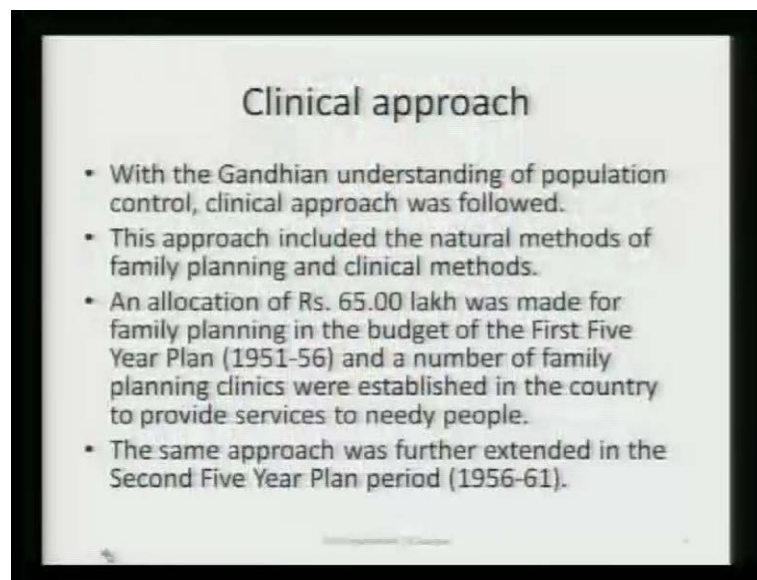 Clinical approach
• With the Gandhian understanding of population
control, clinical approach was followed.
• This approach included the natural methods of
family planning and clinical methods.
• An allocation of Rs. 65.00 lakh was made for
family planning in the budget of the First Five
Year Plan (1951-56) and a number of family
planning clinics were established in the country
to provide services to needy people.
• The same approach was further extended in the
Second Five Year Plan period (1956-61).